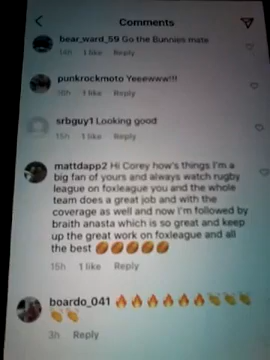 Comments
bear_ward_59 Go the Bunnies mate
14h 1 like Reply
punkrockmoto Yeeewww!!!
16h 1 like Reply
srbguy1 Looking good
15h 1 like Reply
mattdapp2 Hi Corey how's things I'm a
big fan of yours and always watch rugby
league on foxleague you and the whole
team does a great job and with the
coverage as well and now I'm followed by
braith anasta which is so great and keep
up the great work on foxleague and all
the best 🏉🏉🏉🏉🏉
15h 1 like Reply
boardo_041 🔥🔥🔥🔥🔥🔥🔥👏👏👏
👏👏
3h Reply